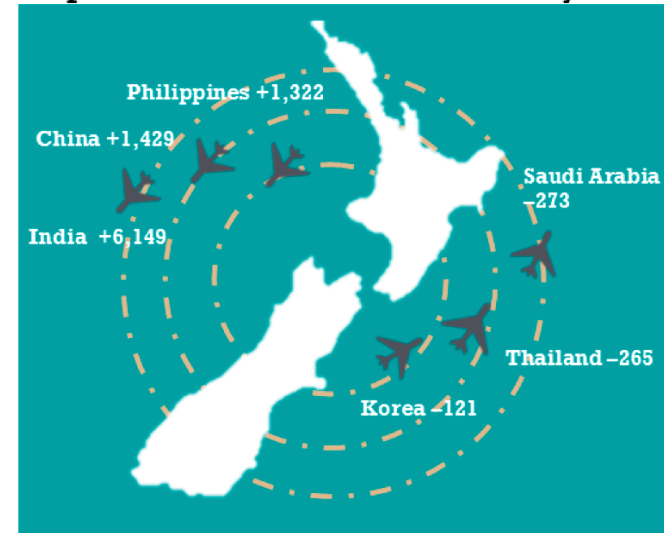 Philippines +1,322
China +1,429
India +6,149
Saudi Arabia
–273
Thailand –265
Korea –121